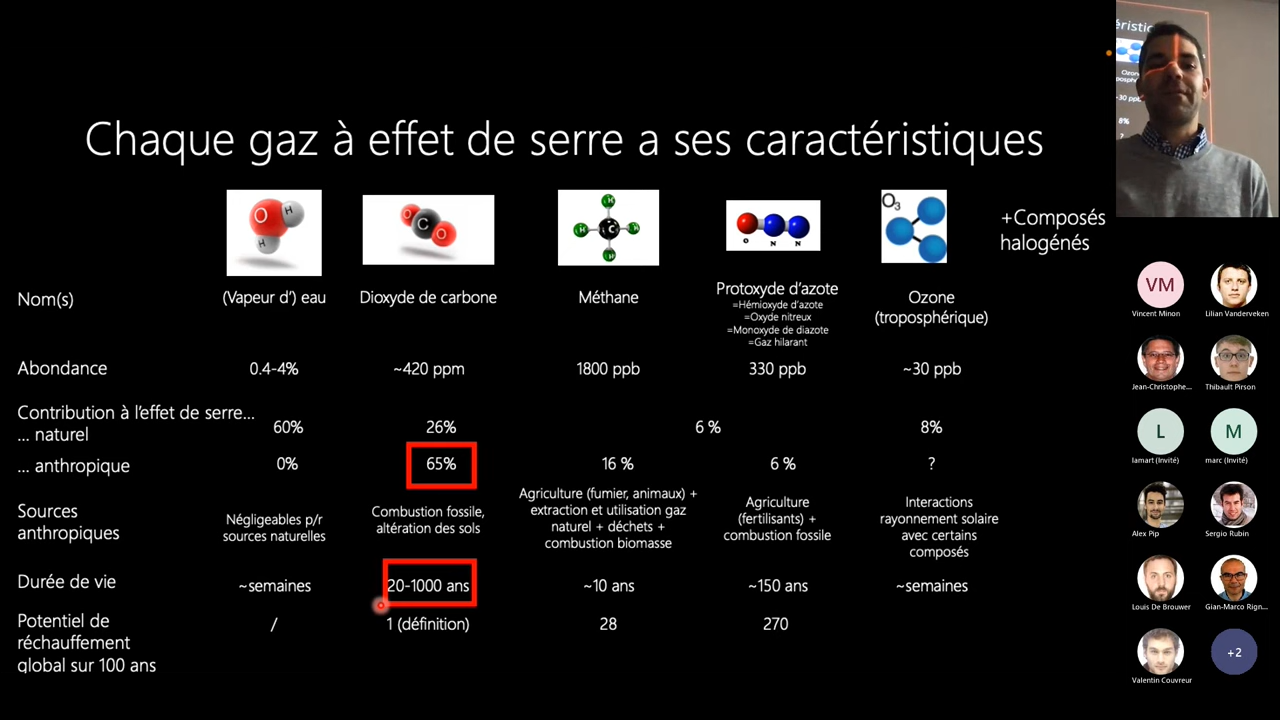 Chaque gaz à effet de serre a ses caractéristiques
O H H
O C O
H H C H H
O N N
O3
+Composés
halogénés
Nom(s)
(Vapeur d') eau
Dioxyde de carbone
Méthane
Protoxyde d'azote
=Hémioxyde d'azote
=Oxyde nitreux
=Monoxyde de diazote
=Gaz hilarant
Ozone
(troposphérique)
Abondance
0.4-4%
~420 ppm
1800 ppb
330 ppb
~30 ppb
Contribution à l'effet de serre...
... naturel
60%
26%
6 %
8%
... anthropique
0%
65%
16 %
6 %
?
Sources
anthropiques
Négligeables p/r
sources naturelles
Combustion fossile,
altération des sols
Agriculture (fumier, animaux) +
extraction et utilisation gaz
naturel + déchets +
combustion biomasse
Agriculture
(fertilisants) +
combustion fossile
Interactions
rayonnement solaire
avec certains
composés
Durée de vie
~semaines
20-1000 ans
~10 ans
~150 ans
~semaines
Potentiel de
réchauffement
global sur 100 ans
/
1 (définition)
28
270
éristic
Ozon
~30 ppb
8%
?
VM
Vincent Minon
Lilian Vanderveken
Jean-Christophe...
Thibault Pirson
L
lamart (Invité)
M
marc (Invité)
Alex Pip
Sergio Rubin
Louis De Brouwer
Gian-Marco Rign...
Valentin Couvreur
+2